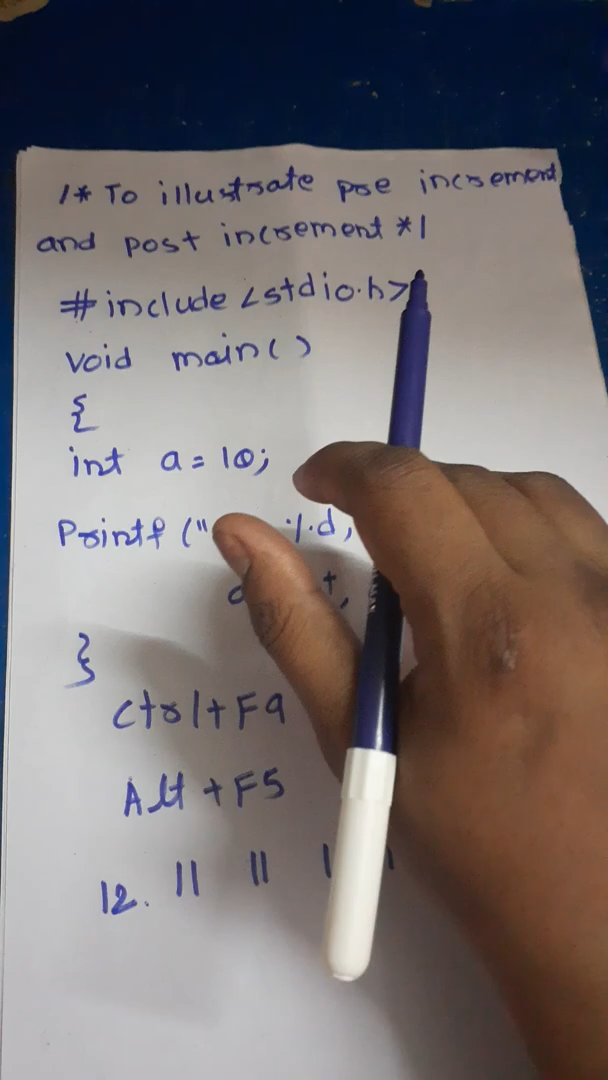 /* To illustrate pre increment
and post increment */
#include <stdio.h>
void main()
{
int a = 10;
Printf ("
%d,
}
Ctrl+F9
Alt+F5
12. 11 11